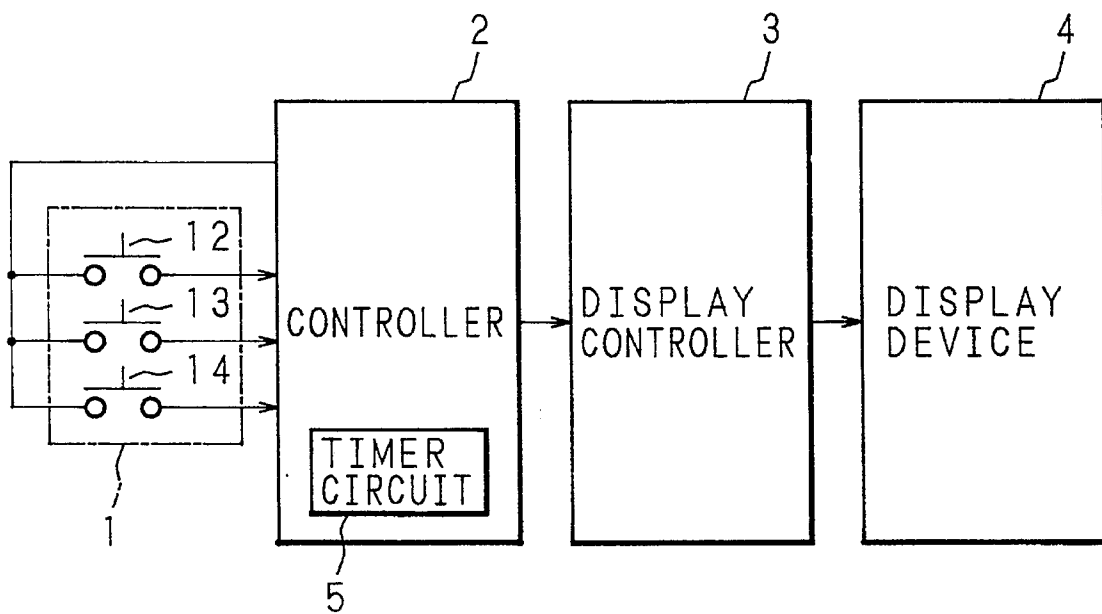 2
3
4
12
13
14
CONTROLLER
DISPLAY
CONTROLLER
DISPLAY
DEVICE
TIMER
CIRCUIT
1
5